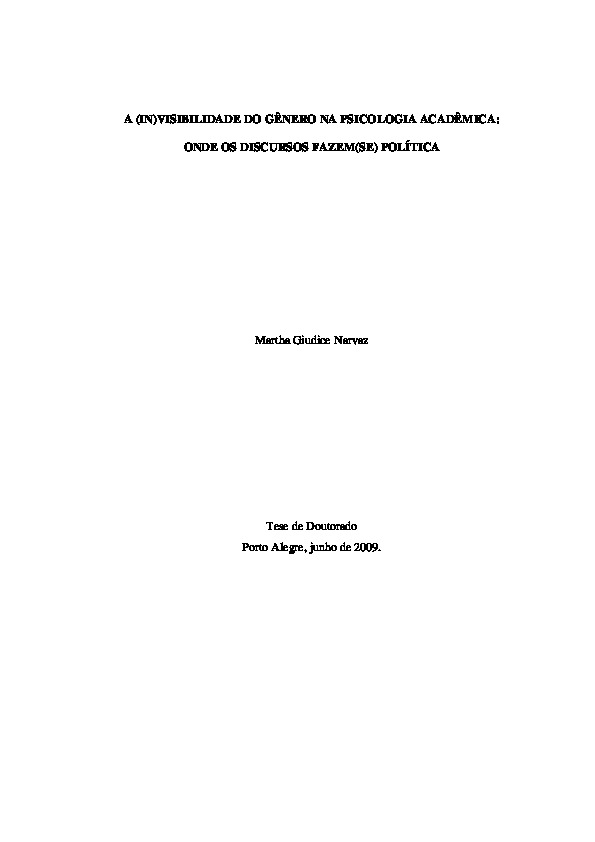 A (IN)VISIBILIDADE DO GÊNERO NA PSICOLOGIA ACADÊMICA:
ONDE OS DISCURSOS FAZEM(SE) POLÍTICA
Martha Giudice Narvaz
Tese de Doutorado
Porto Alegre, junho de 2009.